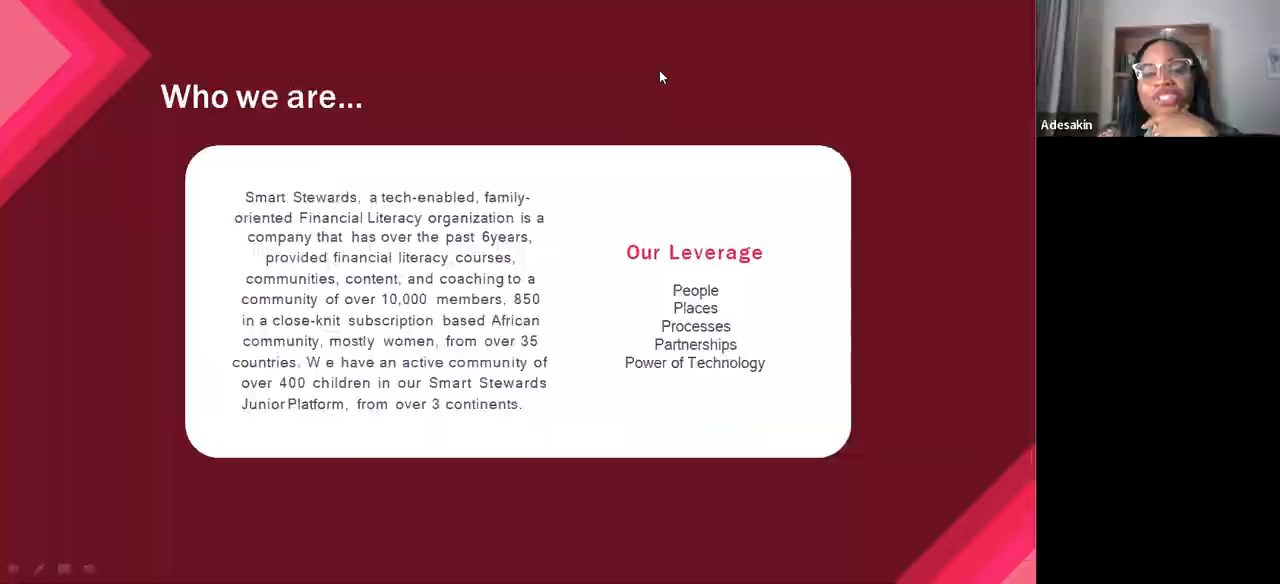 Who we are...
Smart Stewards, a tech-enabled, family-
oriented Financial Literacy organization is a
company that has over the past 6years,
provided financial literacy courses,
communities, content, and coaching to a
community of over 10,000 members, 850
in a close-knit subscription based African
community, mostly women, from over 35
countries. W e have an active community of
over 400 children in our Smart Stewards
Junior Platform, from over 3 continents.
Our Leverage
People
Places
Processes
Partnerships
Power of Technology
Adesakin